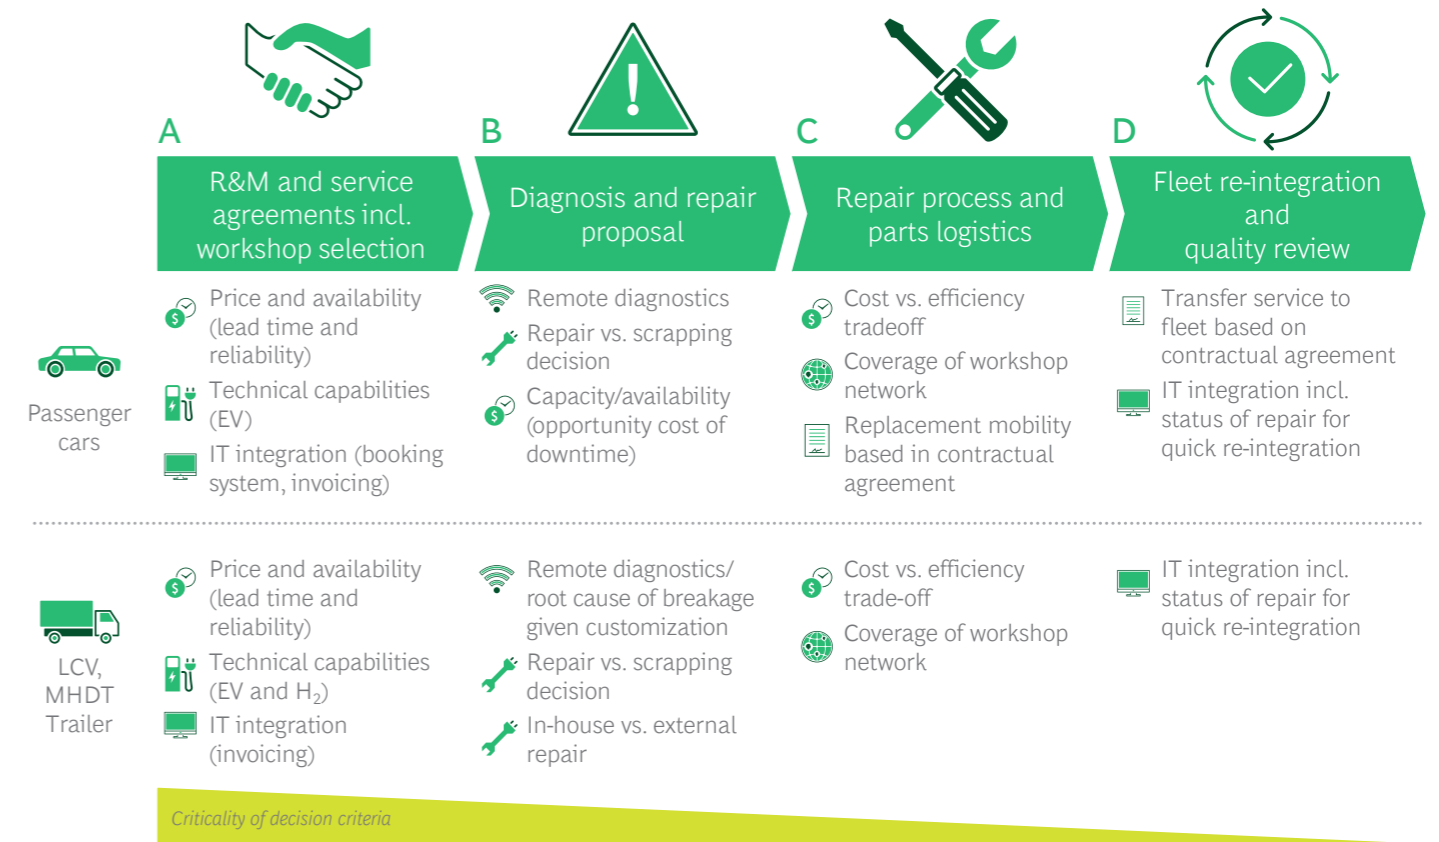 A
B
C
D
R&M and service
agreements incl.
workshop selection
Diagnosis and repair
proposal
Repair process and
parts logistics
Fleet re-integration
and
quality review
Passenger
cars
Price and availability
(lead time and
reliability)
Technical capabilities
(EV)
IT integration (booking
system, invoicing)
Remote diagnostics
Repair vs. scrapping
decision
Capacity/availability
(opportunity cost of
downtime)
Cost vs. efficiency
tradeoff
Coverage of workshop
network
Replacement mobility
based in contractual
agreement
Transfer service to
fleet based on
contractual agreement
IT integration incl.
status of repair for
quick re-integration
LCV,
MHDT
Trailer
Price and availability
(lead time and
reliability)
Technical capabilities
(EV and H₂)
IT integration
(invoicing)
Remote diagnostics/
root cause of breakage
given customization
Repair vs. scrapping
decision
In-house vs. external
repair
Cost vs. efficiency
trade-off
Coverage of workshop
network
IT integration incl.
status of repair for
quick re-integration
Criticality of decision criteria